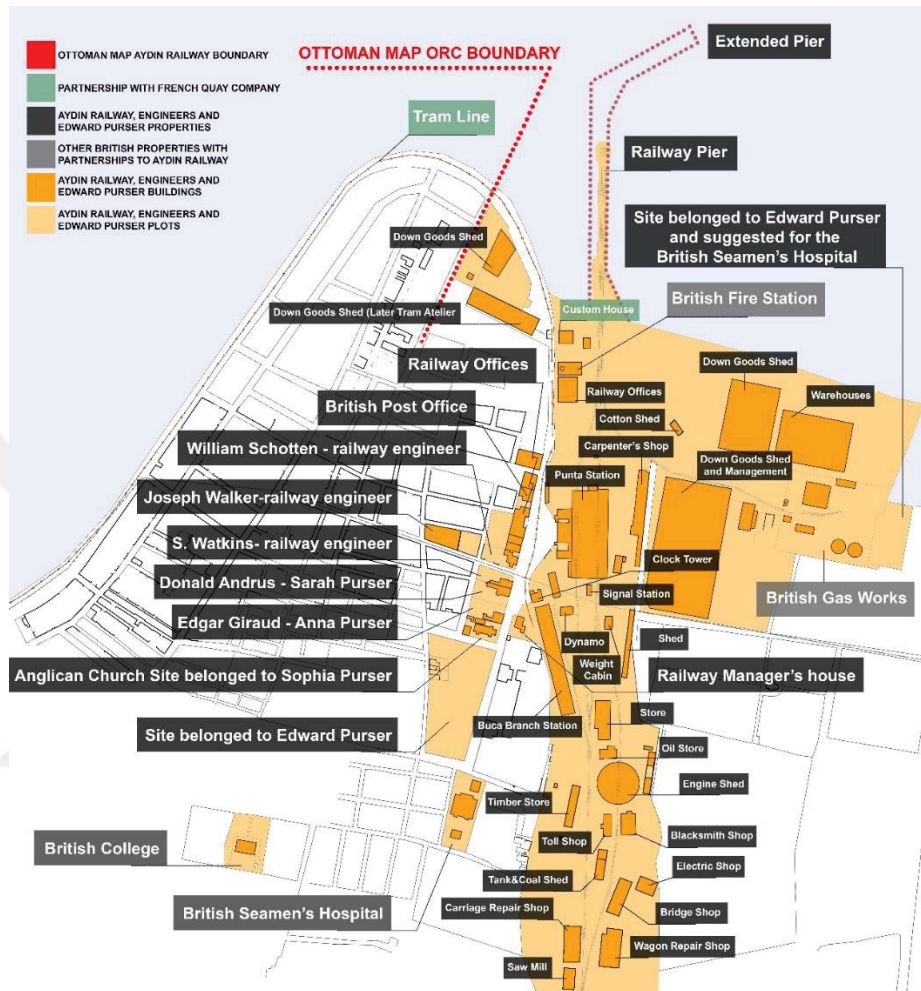 OTTOMAN MAP AYDIN RAILWAY BOUNDARY
PARTNERSHIP WITH FRENCH QUAY COMPANY
AYDIN RAILWAY, ENGINEERS AND
EDWARD PURSER PROPERTIES
OTHER BRITISH PROPERTIES WITH
PARTNERSHIPS TO AYDIN RAILWAY
AYDIN RAILWAY, ENGINEERS AND
EDWARD PURSER BUILDINGS
AYDIN RAILWAY, ENGINEERS AND
EDWARD PURSER PLOTS
OTTOMAN MAP ORC BOUNDARY
Extended Pier
Tram Line
Railway Pier
Site belonged to Edward Purser
and suggested for the
British Seamen's Hospital
Down Goods Shed
British Fire Station
Custom House
Down Goods Shed (Later Tram Atelier
Railway Offices
Down Goods Shed
Warehouses
Railway Offices
British Post Office
Cotton Shed
Carpenter's Shop
William Schotten - railway engineer
Down Goods Shed
and Management
Punta Station
Joseph Walker-railway engineer
S. Watkins- railway engineer
Clock Tower
Donald Andrus - Sarah Purser
Signal Station
British Gas Works
Edgar Giraud - Anna Purser
Dynamo
Shed
Weight
Cabin
Anglican Church Site belonged to Sophia Purser
Railway Manager's house
Store
Buca Branch Station
Site belonged to Edward Purser
Oil Store
Engine Shed
Timber Store
Toll Shop
Blacksmith Shop
British College
Electric Shop
Tank&Coal Shed
British Seamen's Hospital
Carriage Repair Shop
Bridge Shop
Wagon Repair Shop
Saw Mill